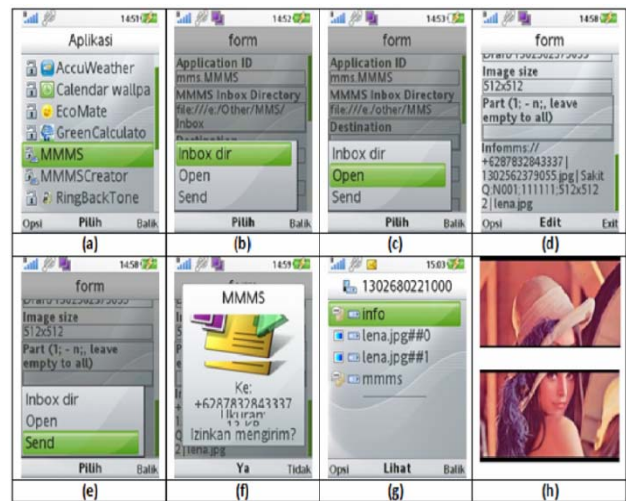 14:51
Aplikasi
AccuWeather
Calendar wallpa
EcoMate
GreenCalculato
MMMS
MMMSCreator
RingBackTone
Opsi Pilih Balik
(a)
14:52
form
Application ID
mms.MMMS
MMMS Inbox Directory
file:///e:/Other/MMS/
Inbox
Inbox dir
Open
Send
Pilih Balik
(b)
14:53
form
Application ID
mms.MMMS
MMMS Inbox Directory
file:///e:/other/MMS
Destination
Inbox dir
Open
Send
Pilih Balik
(c)
14:58
form
Image size
512x512
Part (1; - n;, leave
empty to all)
Infomms://
+6287832843337|
1302562379055.jpg|Sakit
Q:N001;111111;512x512
2|lena.jpg
Opsi Edit Exit
(d)
14:58
form
Image size
512x512
Part (1; - n;, leave
empty to all)
Inbox dir
Open
Send
Pilih Balik
(e)
14:59
form
MMMS
Ke:
+6287832843337
Ukuran:
13 KB
Izinkan mengirim?
2|lena.jpg
Ya Tidak
(f)
15:03
1302680221000
info
lena.jpg##0
lena.jpg##1
mmms
Opsi Lihat Balik
(g)
(h)